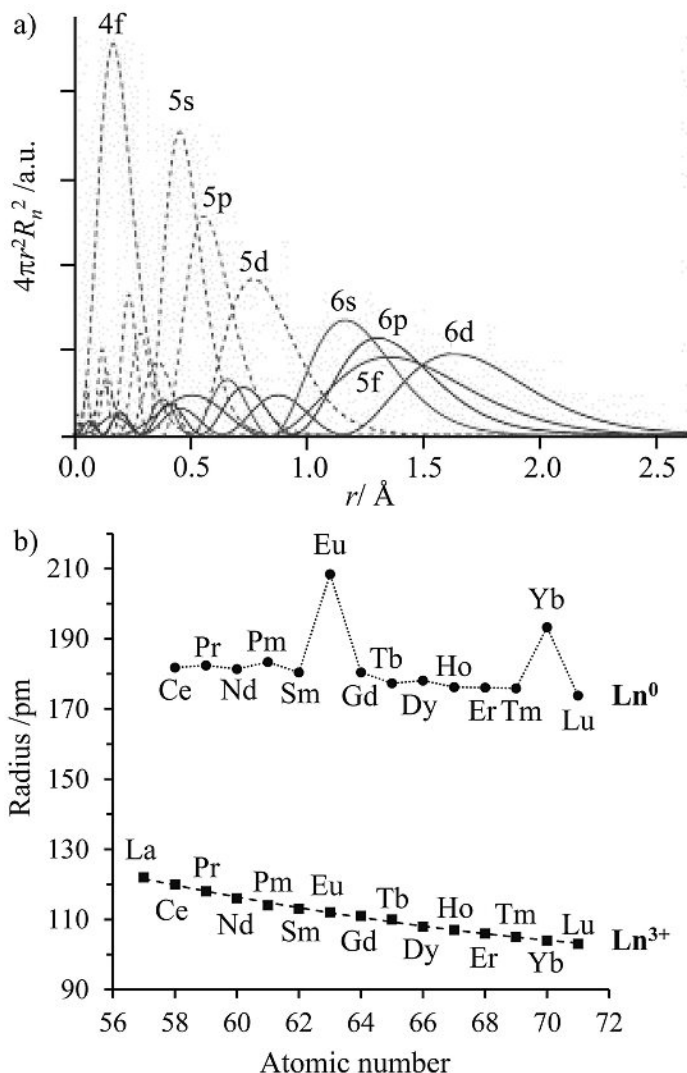 a)
4f
5s
5p
5d
6s
6p
6d
5f
4πr²Rₙ² /a.u.
0.0 0.5 1.0 1.5 2.0 2.5
r/ Å
b)
Eu
210
Yb
190
Pr Pm
Tb Ho
Ce Nd Sm Gd Dy Er Tm Lu Ln⁰
170
Radius /pm
150
130
La
Pr Pm Eu Tb Ho Tm Lu
110
Ce Nd Sm Gd Dy Er Yb Ln³⁺
90
56 58 60 62 64 66 68 70 72
Atomic number